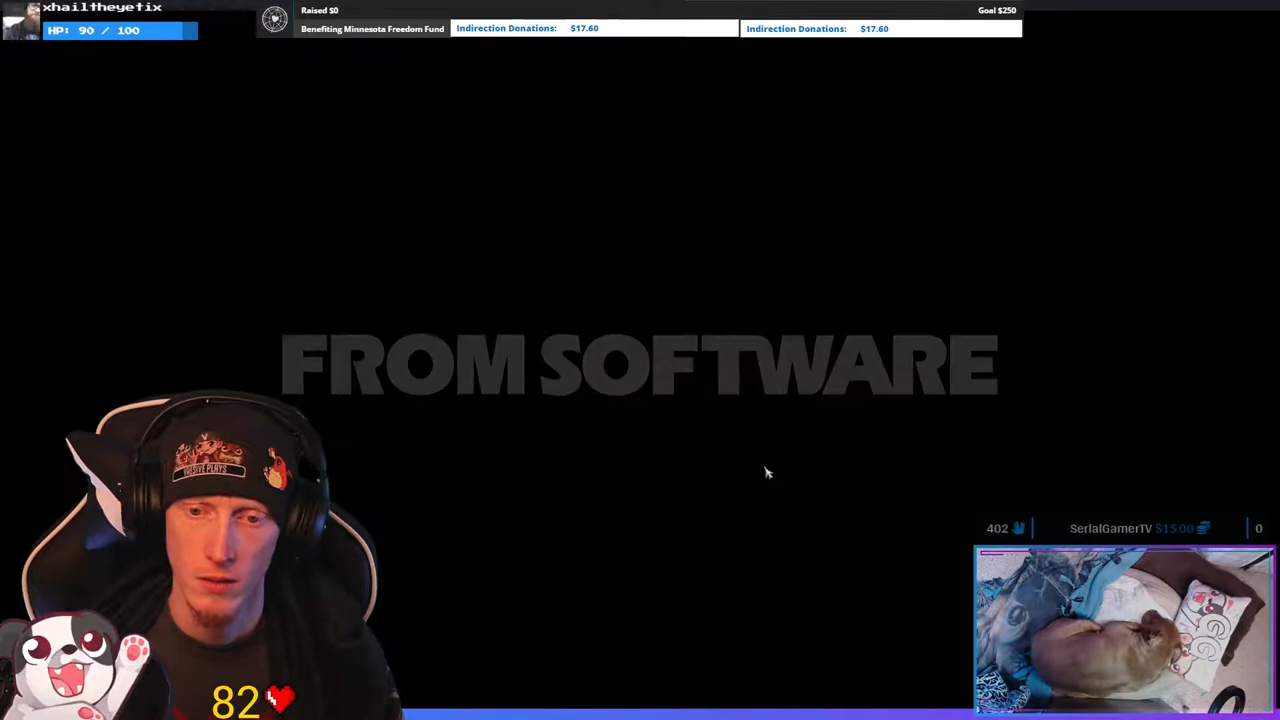 xhailtheyetix
HP: 90 / 100
Raised $0
Goal $250
Benefiting Minnesota Freedom Fund
Indirection Donations: $17.60
Indirection Donations: $17.60
FROM SOFTWARE
V
402
SerialGamerTV $15.00
0
GG
82